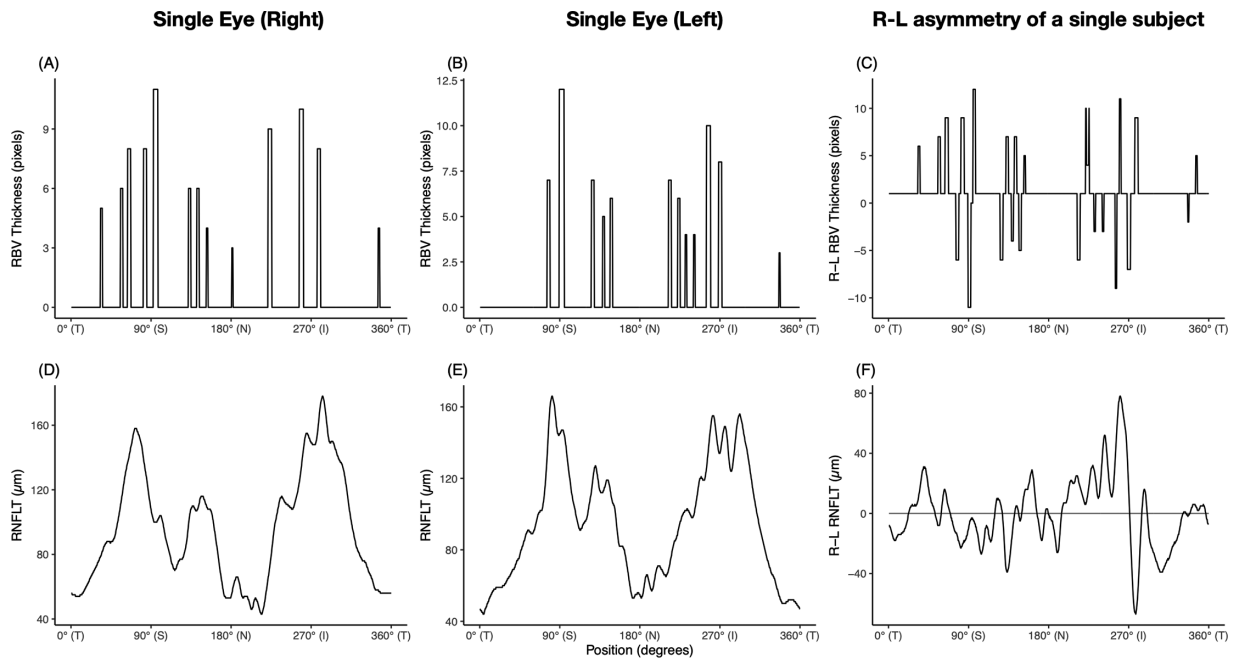 Single Eye (Right)
Single Eye (Left)
R-L asymmetry of a single subject
(A)
RBV Thickness (pixels)
9
6
3
0
0° (T)
90° (S)
180° (N)
270° (I)
360° (T)
(B)
RBV Thickness (pixels)
12.5
10.0
7.5
5.0
2.5
0.0
0° (T)
90° (S)
180° (N)
270° (I)
360° (T)
(C)
R−L RBV Thickness (pixels)
10
5
0
−5
−10
0° (T)
90° (S)
180° (N)
270° (I)
360° (T)
(D)
RNFLT (µm)
160
120
80
40
0° (T)
90° (S)
180° (N)
270° (I)
360° (T)
(E)
RNFLT (µm)
160
120
80
40
0° (T)
90° (S)
180° (N)
270° (I)
360° (T)
Position (degrees)
(F)
R−L RNFLT (µm)
80
40
0
−40
0° (T)
90° (S)
180° (N)
270° (I)
360° (T)